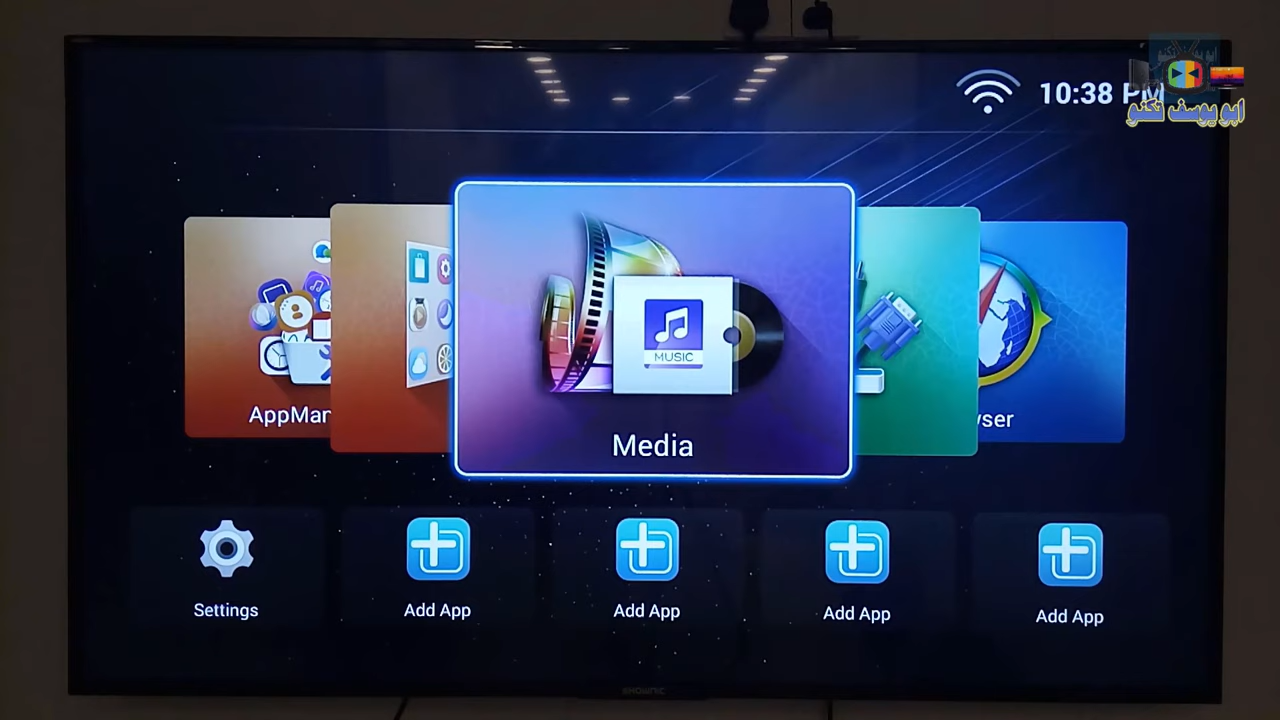 10:38 PM
ابو يوسف تكنو
MUSIC
AppMan
Media
wser
Settings
Add App
Add App
Add App
Add App